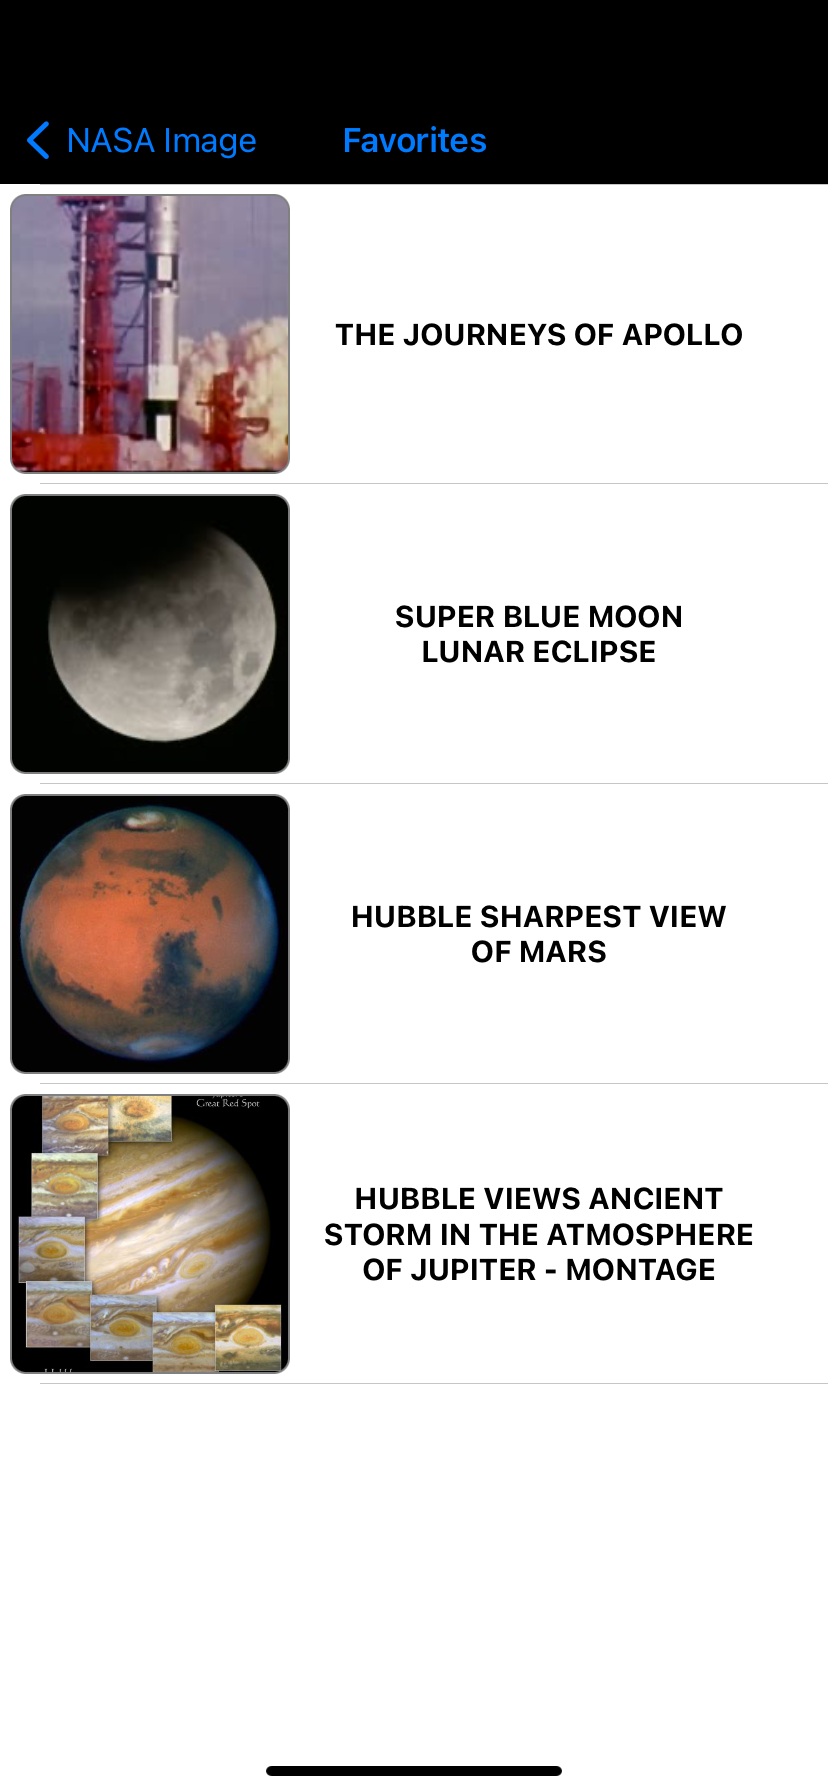 NASA Image
Favorites
THE JOURNEYS OF APOLLO
SUPER BLUE MOON
LUNAR ECLIPSE
HUBBLE SHARPEST VIEW
OF MARS
Great Red Spot
HUBBLE VIEWS ANCIENT
STORM IN THE ATMOSPHERE
OF JUPITER - MONTAGE